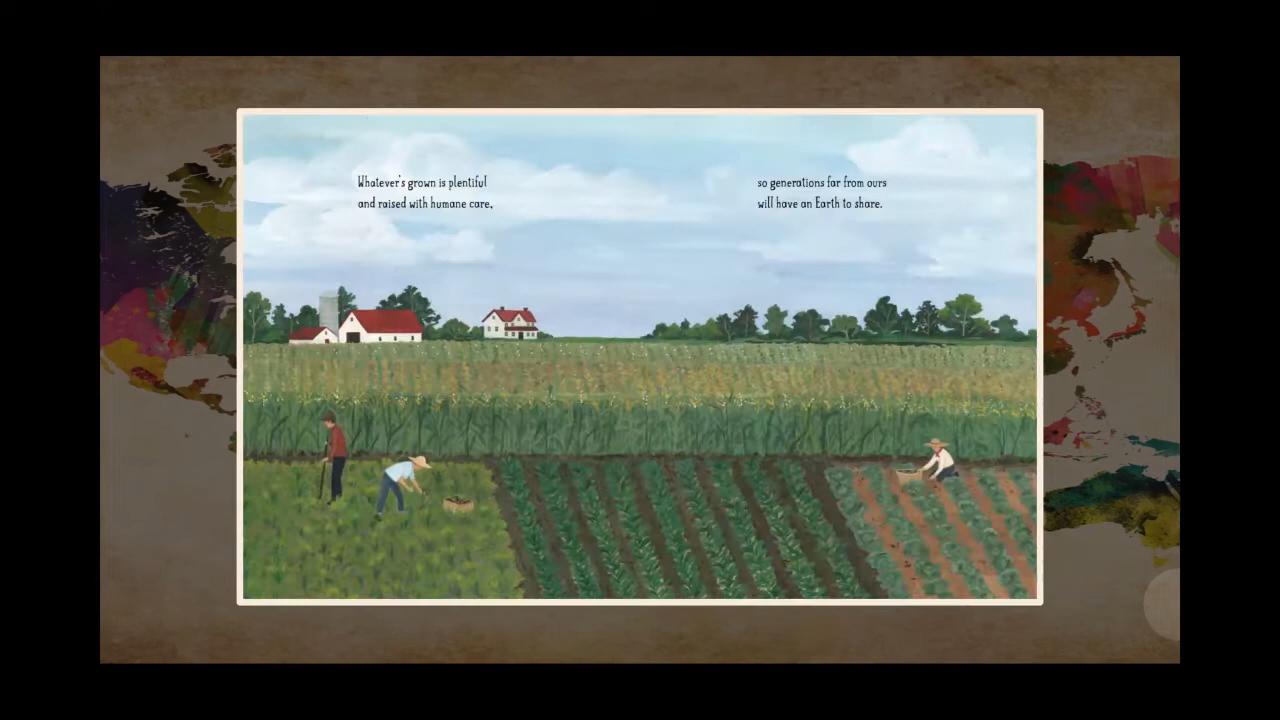 Whatever's grown is plentiful
and raised with humane care,
so generations far from ours
will have an Earth to share.